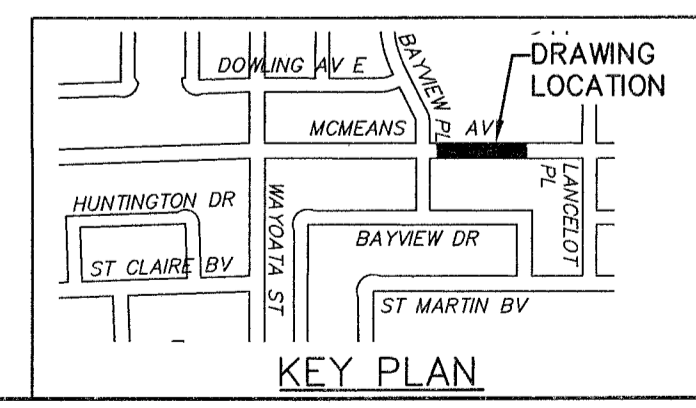 DRAWING
LOCATION
DOWLING AV E
BAYVIEW PL
MCMEANS AV
LANCELOT PL
HUNTINGTON DR
WAYOATA ST
BAYVIEW DR
ST CLAIRE BV
ST MARTIN BV
KEY PLAN